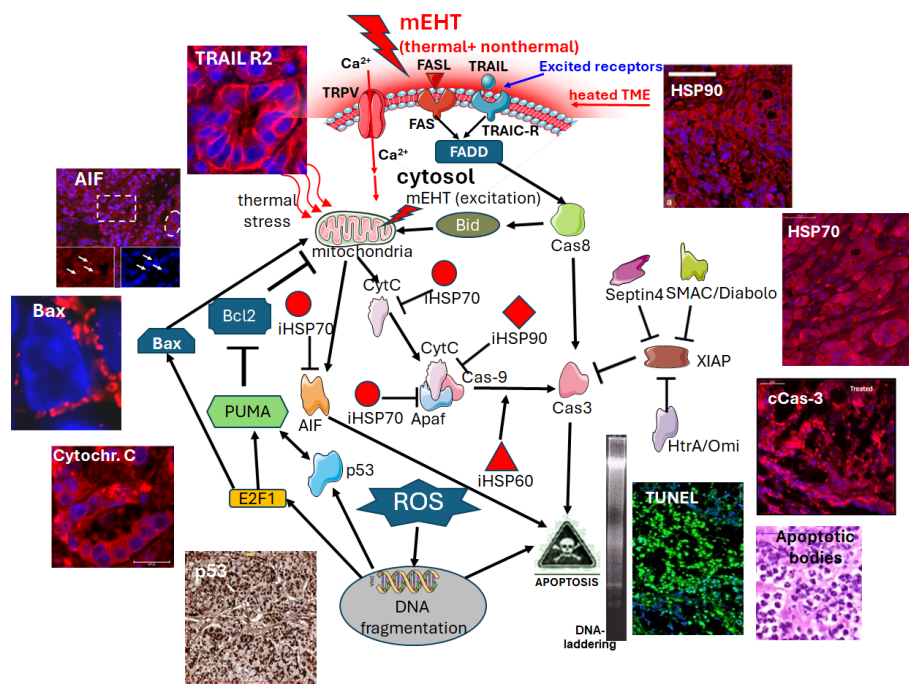 mEHT
(thermal+ nonthermal)
TRAIL R2
Ca2+
FASL
TRAIL
Excited receptors
TRPV
heated TME
HSP90
FAS
TRAIC-R
Ca2+
FADD
AIF
cytosol
mEHT (excitation)
thermal
stress
Bid
Cas8
mitochondria
HSP70
CytC
iHSP70
Septin4
SMAC/Diabolo
Bax
Bcl2
iHSP70
iHSP90
Bax
CytC
XIAP
Cas-9
cCas-3
Treated
PUMA
AIF
iHSP70
Apaf
Cas3
HtrA/Omi
Cytochr. C
p53
iHSP60
E2F1
ROS
TUNEL
Apoptotic
bodies
p53
APOPTOSIS
DNA
DNA
fragmentation
DNA-
laddering